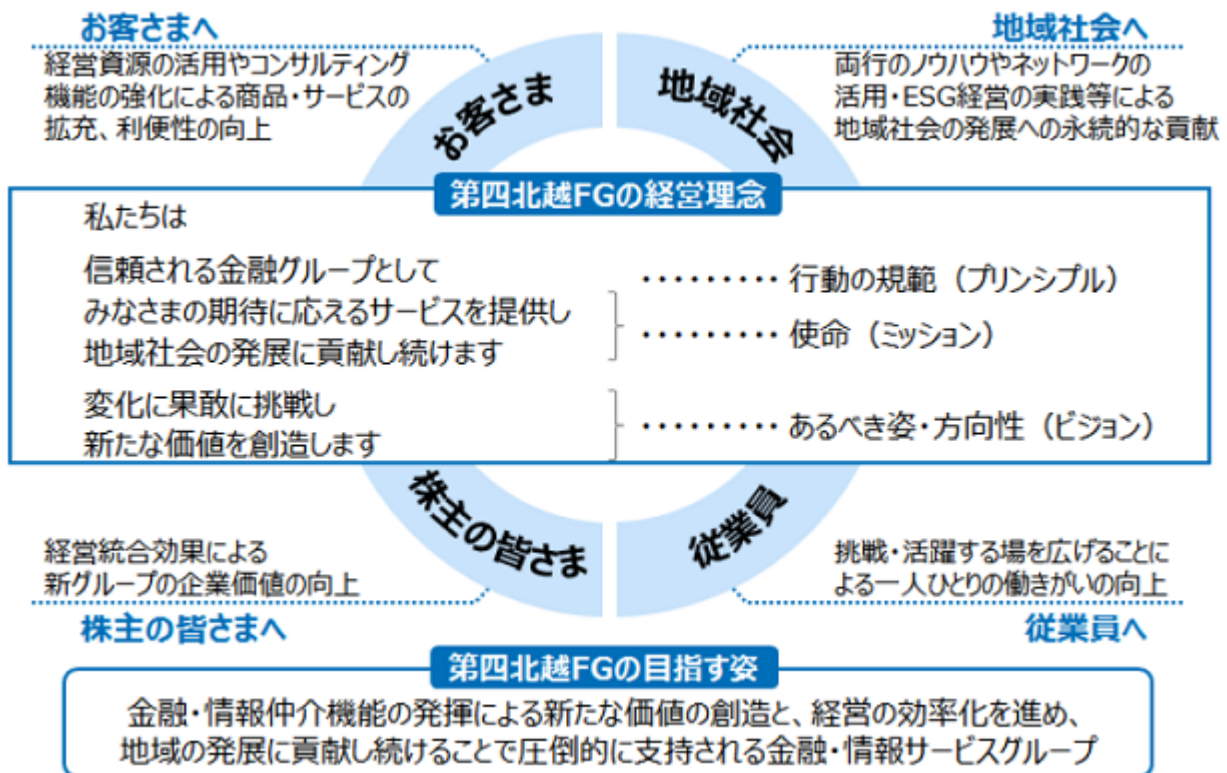 お客さまへ
経営資源の活用やコンサルティング
機能の強化による商品・サービスの
拡充、利便性の向上
地域社会へ
両行のノウハウやネットワークの
活用・ESG経営の実践等による
地域社会の発展への永続的な貢献
お客さま
地域社会
第四北越FGの経営理念
私たちは
信頼される金融グループとして
みなさまの期待に応えるサービスを提供し
地域社会の発展に貢献し続けます
変化に果敢に挑戦し
新たな価値を創造します
・・・・・・・・・ 行動の規範（プリンシプル）
・・・・・・・・・ 使命（ミッション）
・・・・・・・・・ あるべき姿・方向性（ビジョン）
株主の皆さま
従業員
経営統合効果による
新グループの企業価値の向上
株主の皆さまへ
挑戦・活躍する場を広げることに
よる一人ひとりの働きがいの向上
従業員へ
第四北越FGの目指す姿
金融・情報仲介機能の発揮による新たな価値の創造と、経営の効率化を進め、
地域の発展に貢献し続けることで圧倒的に支持される金融・情報サービスグループ